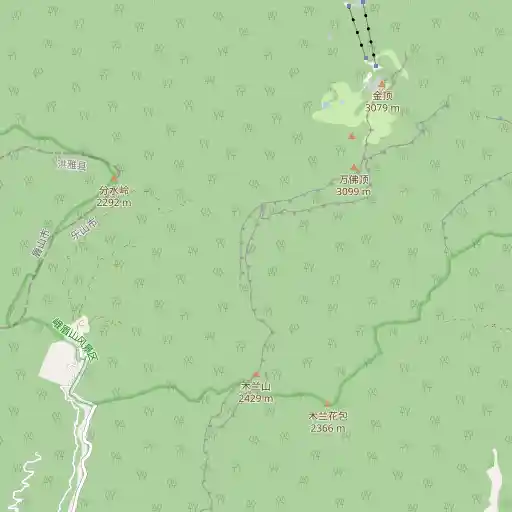 金顶
3079 m
洪雅县
万佛顶
3099 m
分水岭
2292 m
乐山市
眉山市
峨眉山风景区
木兰山
2429 m
木兰花包
2366 m